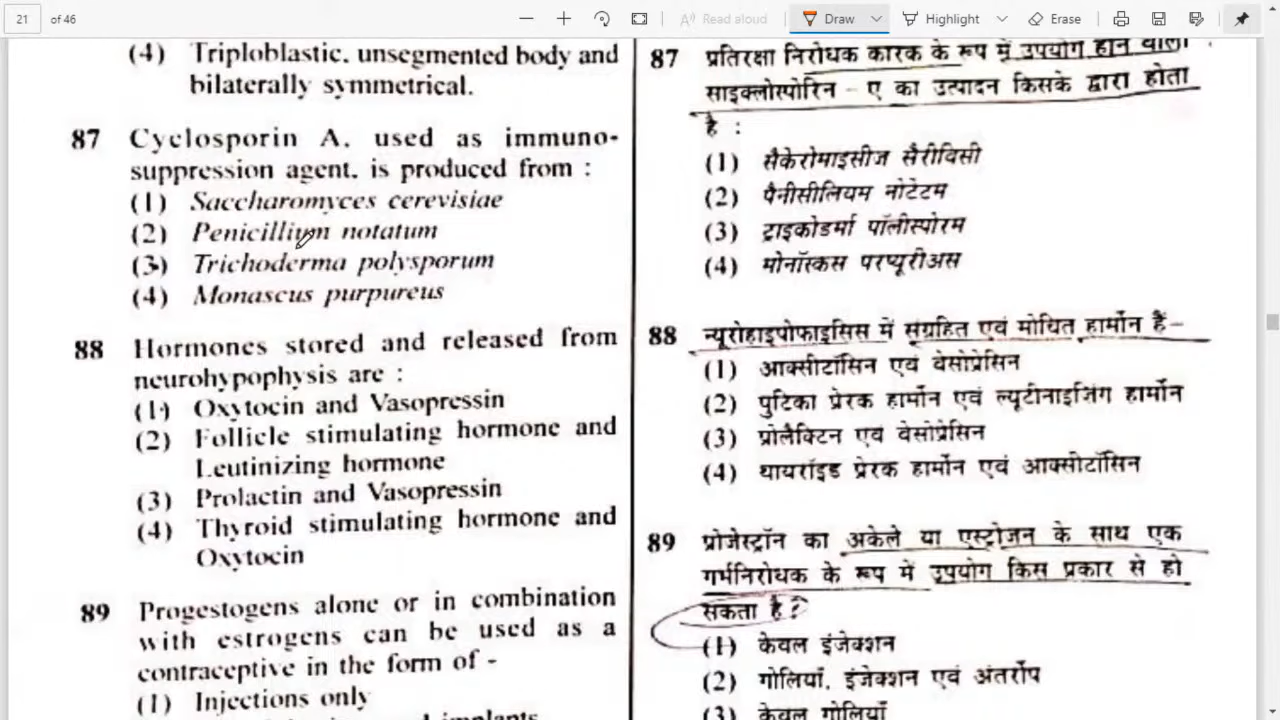 21 of 46
Read aloud
Draw
Highlight
Erase
(4) Triploblastic, unsegmented body and
bilaterally symmetrical.
87 Cyclosporin A, used as immuno-
suppression agent, is produced from :
(1) Saccharomyces cerevisiae
(2) Penicillium notatum
(3) Trichoderma polysporum
(4) Monascus purpureus
88 Hormones stored and released from
neurohypophysis are :
(1) Oxytocin and Vasopressin
(2) Follicle stimulating hormone and
Leutinizing hormone
(3) Prolactin and Vasopressin
(4) Thyroid stimulating hormone and
Oxytocin
89 Progestogens alone or in combination
with estrogens can be used as a
contraceptive in the form of -
(1) Injections only
87 प्रतिरक्षा निरोधक कारक के रूप में उपयोग होने वाली
साइक्लोस्पोरिन - ए का उत्पादन किसके द्वारा होता
है :
(1) सैकेरोमाइसीज सैरीविसी
(2) पैनीसीलियम नोटेटम
(3) ट्राइकोडर्मा पॉलीस्पोरम
(4) मोनॉस्कस परप्यूरीअस
88 न्यूरोहाइपोफाइसिस में संग्रहित एवं मोचित हार्मोन हैं-
(1) आक्सीटॉसिन एवं वेसोप्रेसिन
(2) पुटिका प्रेरक हार्मोन एवं ल्यूटीनाइजिंग हार्मोन
(3) प्रोलैक्टिन एवं वेसोप्रेसिन
(4) थायरॉइड प्रेरक हार्मोन एवं आक्सीटॉसिन
89 प्रोजेस्ट्रॉन का अकेले या एस्ट्रोजन के साथ एक
गर्भनिरोधक के रूप में उपयोग किस प्रकार से हो
सकता है?
(1) केवल इंजेक्शन
(2) गोलियाँ, इंजेक्शन एवं अंतर्रोप
(3) केवल गोलियाँ